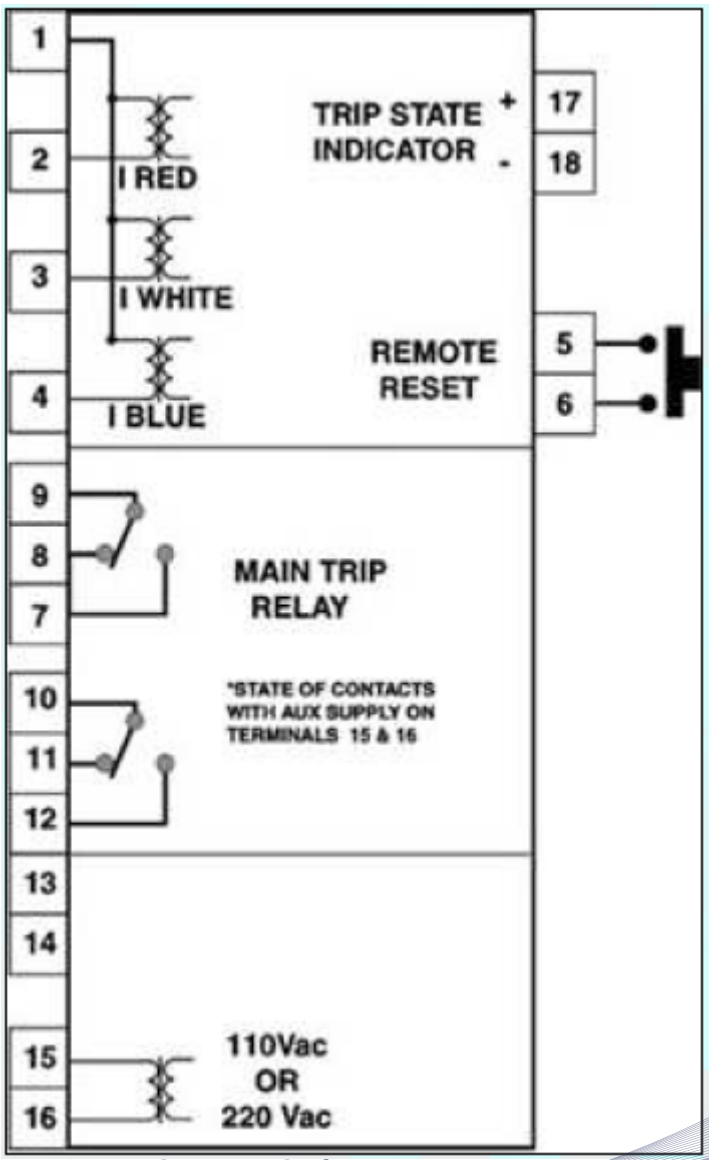 1
TRIP STATE + 17
INDICATOR - 18
2
I RED
3
I WHITE
REMOTE 5
RESET 6
4
I BLUE
9
8
7
MAIN TRIP
RELAY
10
11
12
*STATE OF CONTACTS
WITH AUX SUPPLY ON
TERMINALS 15 & 16
13
14
15
16
110Vac
OR
220 Vac